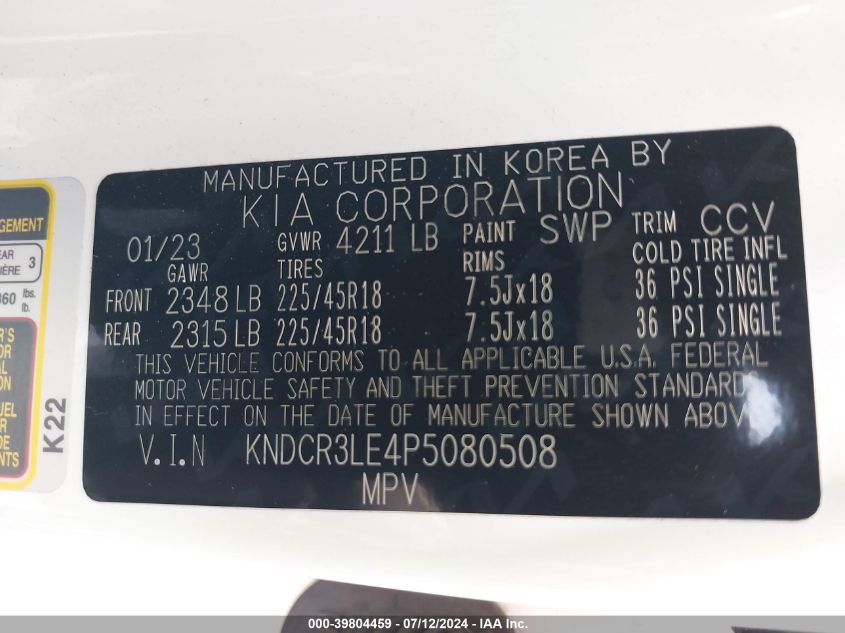 MANUFACTURED IN KOREA BY
KIA CORPORATION
01/23 GVWR 4211 LB PAINT SWP TRIM CCV
GAWR TIRES RIMS COLD TIRE INFL
FRONT 2348 LB 225/45R18 7.5Jx18 36 PSI SINGLE
REAR 2315 LB 225/45R18 7.5Jx18 36 PSI SINGLE
THIS VEHICLE CONFORMS TO ALL APPLICABLE U.S.A. FEDERAL
MOTOR VEHICLE SAFETY AND THEFT PREVENTION STANDARDS
IN EFFECT ON THE DATE OF MANUFACTURE SHOWN ABOVE
V.I.N KNDCR3LE4P5080508
MPV
K22
3
lbs.
lb.
000-39804459 - 07/12/2024 - IAA Inc.